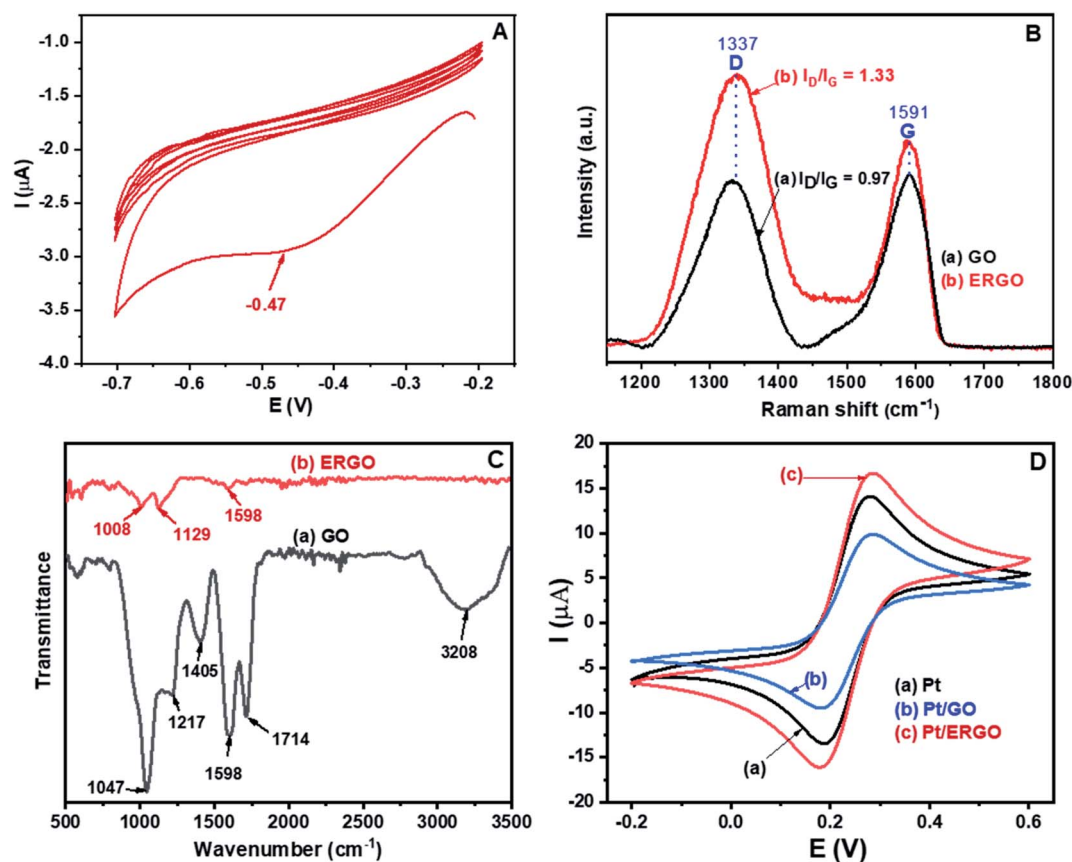 A
-1.0
-1.5
-2.0
-2.5
-3.0
-3.5
-4.0
I (μA)
-0.47
-0.7
-0.6
-0.5
-0.4
-0.3
-0.2
E (V)
B
1337
D
(b) I_D/I_G = 1.33
1591
G
(a) I_D/I_G = 0.97
(a) GO
(b) ERGO
Intensity (a.u.)
1200
1300
1400
1500
1600
1700
1800
Raman shift (cm⁻¹)
C
(b) ERGO
1008
1129
1598
(a) GO
1405
3208
1217
1714
1598
1047
Transmittance
500
1000
1500
2000
2500
3000
3500
Wavenumber (cm⁻¹)
D
20
15
10
5
0
-5
-10
-15
-20
I (μA)
(c)
(b)
(a)
(a) Pt
(b) Pt/GO
(c) Pt/ERGO
-0.2
0.0
0.2
0.4
0.6
E (V)